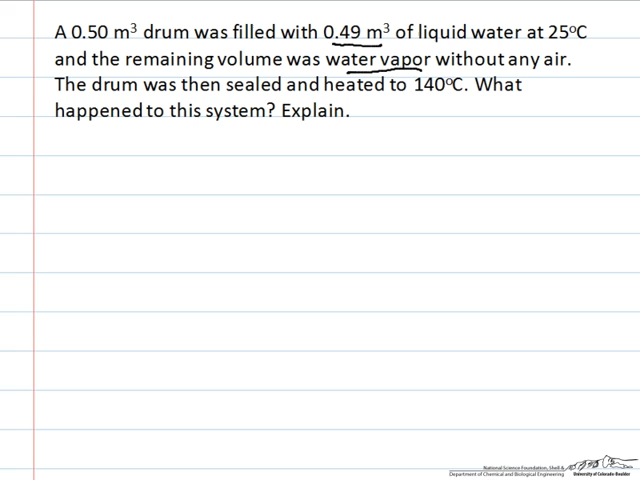 A 0.50 m³ drum was filled with 0.49 m³ of liquid water at 25ºC
and the remaining volume was water vapor without any air.
The drum was then sealed and heated to 140ºC. What
happened to this system? Explain.
National Science Foundation, Shell &
Department of Chemical and Biological Engineering
University of Colorado-Boulder